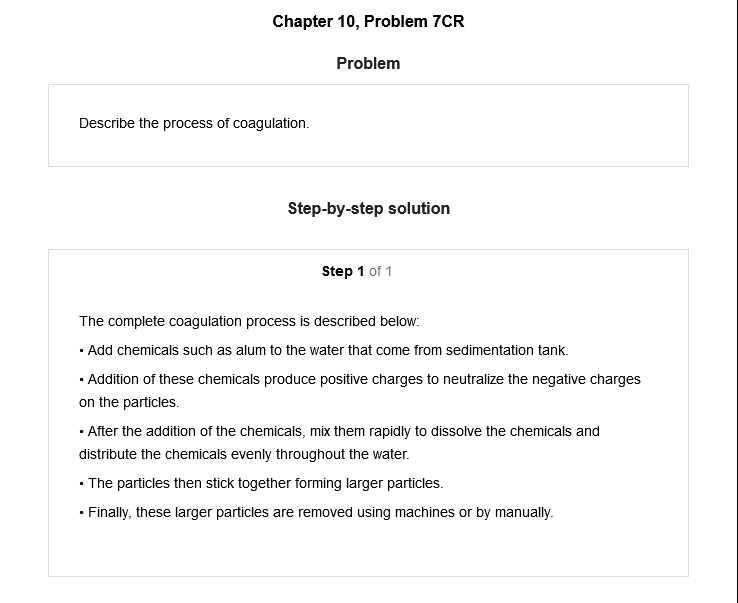 Chapter 10, Problem 7CR
Problem
Describe the process of coagulation.
Step-by-step solution
Step 1 of 1
The complete coagulation process is described below:
• Add chemicals such as alum to the water that come from sedimentation tank.
• Addition of these chemicals produce positive charges to neutralize the negative charges
on the particles.
• After the addition of the chemicals, mix them rapidly to dissolve the chemicals and
distribute the chemicals evenly throughout the water.
• The particles then stick together forming larger particles.
• Finally, these larger particles are removed using machines or by manually.